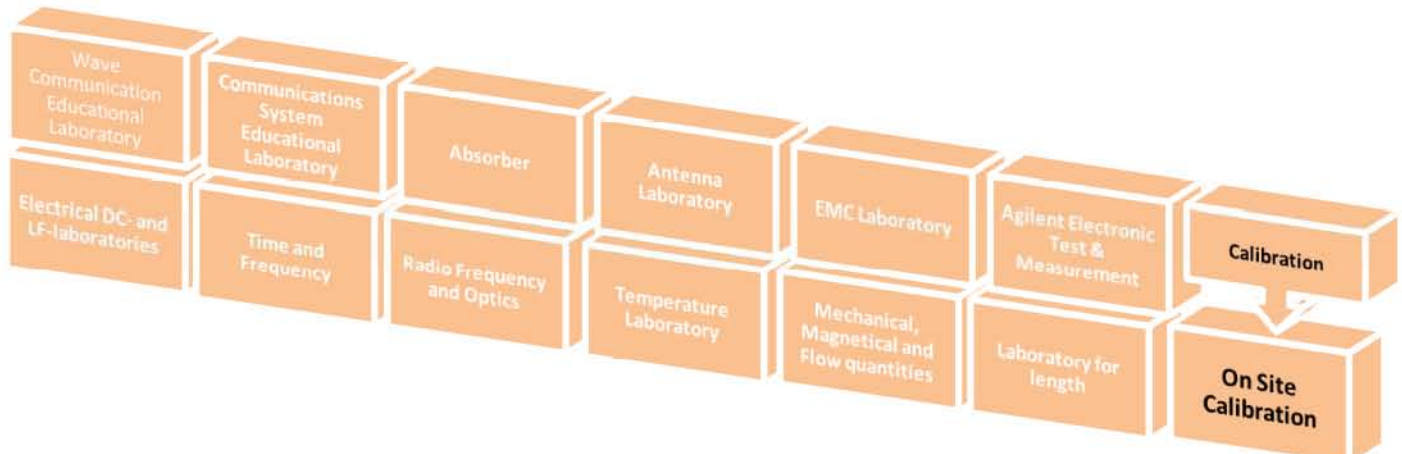 Wave
Communication
Educational
Laboratory
Communications
System
Educational
Laboratory
Absorber
Antenna
Laboratory
EMC Laboratory
Agilent Electronic
Test &
Measurement
Calibration
Electrical DC- and
LF-laboratories
Time and
Frequency
Radio Frequency
and Optics
Temperature
Laboratory
Mechanical,
Magnetical and
Flow quantities
Laboratory for
length
On Site
Calibration